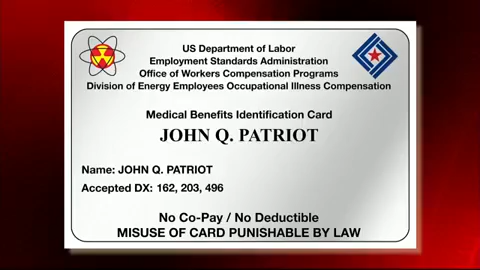 US Department of Labor
Employment Standards Administration
Office of Workers Compensation Programs
Division of Energy Employees Occupational Illness Compensation
Medical Benefits Identification Card
JOHN Q. PATRIOT
Name: JOHN Q. PATRIOT
Accepted DX: 162, 203, 496
No Co-Pay / No Deductible
MISUSE OF CARD PUNISHABLE BY LAW